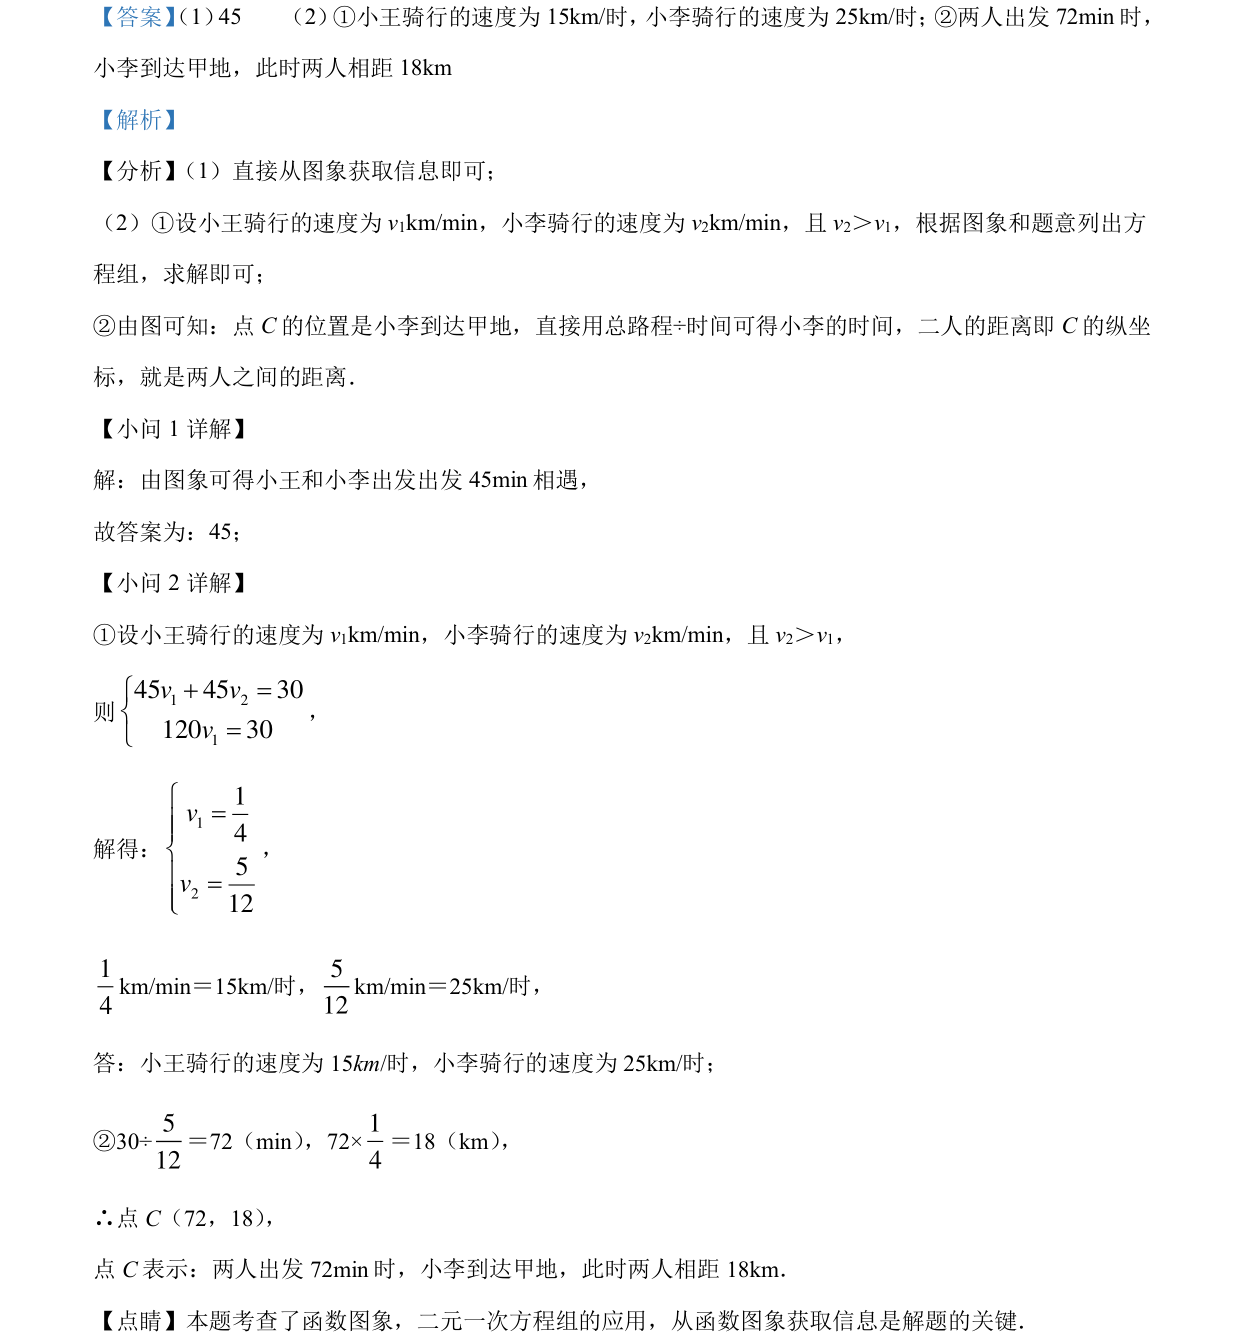 【答案】（1）45　　（2）①小王骑行的速度为 15km/时，小李骑行的速度为 25km/时；②两人出发 72min 时，
小李到达甲地，此时两人相距 18km
【解析】
【分析】（1）直接从图象获取信息即可；
（2）①设小王骑行的速度为 v₁km/min，小李骑行的速度为 v₂km/min，且 v₂＞v₁，根据图象和题意列出方
程组，求解即可；
②由图可知：点 C 的位置是小李到达甲地，直接用总路程÷时间可得小李的时间，二人的距离即 C 的纵坐
标，就是两人之间的距离．
【小问 1 详解】
解：由图象可得小王和小李出发出发 45min 相遇，
故答案为：45；
【小问 2 详解】
①设小王骑行的速度为 v₁km/min，小李骑行的速度为 v₂km/min，且 v₂＞v₁，
则 { 45v₁ + 45v₂ = 30
120v₁ = 30 ，
解得：{ v₁ = 1/4
v₂ = 5/12 ，
1/4 km/min＝15km/时，5/12 km/min＝25km/时，
答：小王骑行的速度为 15km/时，小李骑行的速度为 25km/时；
②30÷5/12＝72（min），72×1/4＝18（km），
∴点 C（72，18），
点 C 表示：两人出发 72min 时，小李到达甲地，此时两人相距 18km．
【点睛】本题考查了函数图象，二元一次方程组的应用，从函数图象获取信息是解题的关键．